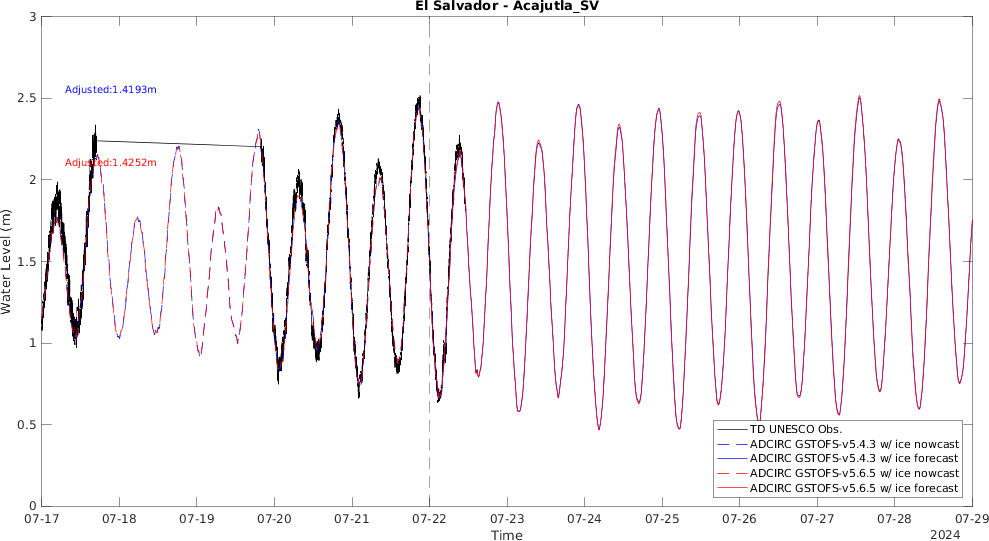 El Salvador - Acajutla_SV
3
2.5
2
1.5
1
0.5
0
Water Level (m)
Adjusted:1.4193m
Adjusted:1.4252m
TD UNESCO Obs.
ADCIRC GSTOFS-v5.4.3 w/ ice nowcast
ADCIRC GSTOFS-v5.4.3 w/ ice forecast
ADCIRC GSTOFS-v5.6.5 w/ ice nowcast
ADCIRC GSTOFS-v5.6.5 w/ ice forecast
07-17 07-18 07-19 07-20 07-21 07-22 07-23 07-24 07-25 07-26 07-27 07-28 07-29
Time
2024